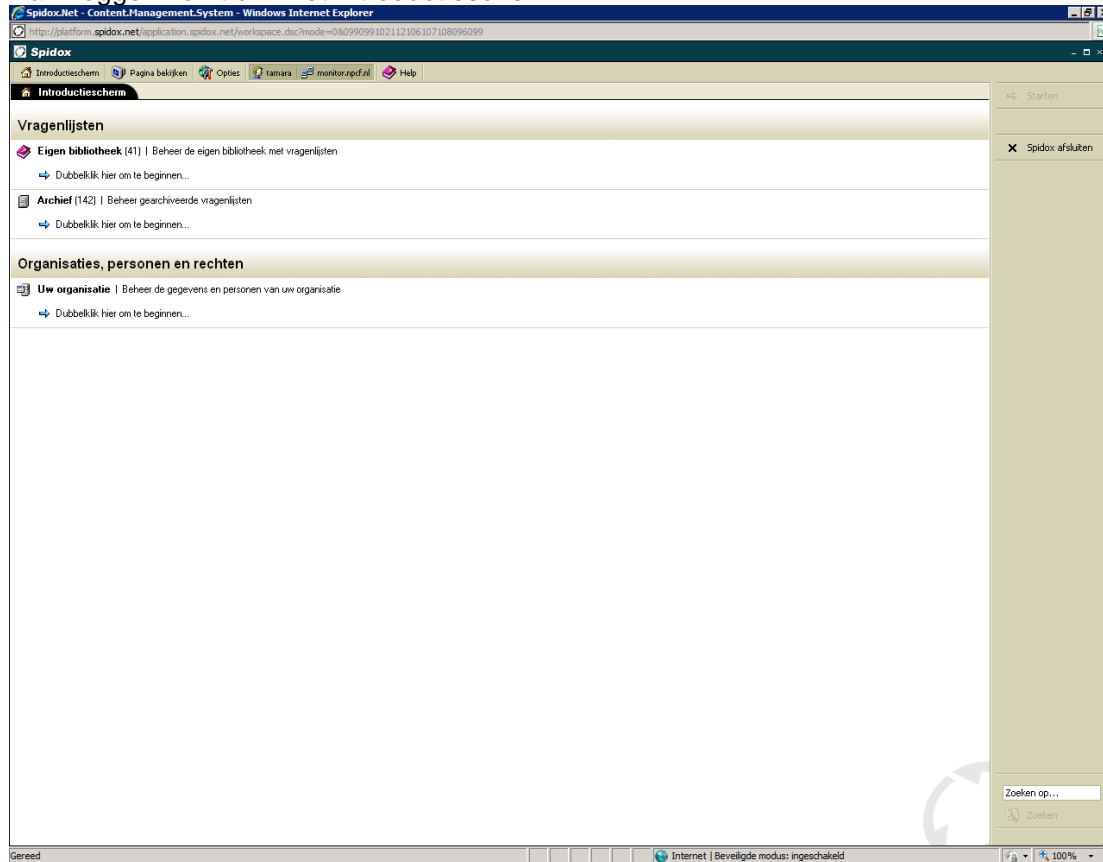 Spidox.Net - Content.Management.System - Windows Internet Explorer
http://platform.spidox.net/application.spidox.net/workspace.dsc?mode=0&099099102112106107108096099
Spidox
Introductiescherm Pagina bekijken Opties tamara monitor.npcf.nl Help
Introductiescherm
Starten
Vragenlijsten
Eigen bibliotheek (41) | Beheer de eigen bibliotheek met vragenlijsten
Spidox afsluiten
Dubbelklik hier om te beginnen...
Archief (142) | Beheer gearchiveerde vragenlijsten
Dubbelklik hier om te beginnen...
Organisaties, personen en rechten
Uw organisatie | Beheer de gegevens en personen van uw organisatie
Dubbelklik hier om te beginnen...
Zoeken op...
Zoeken
Gereed Internet | Beveiligde modus: ingeschakeld 100%